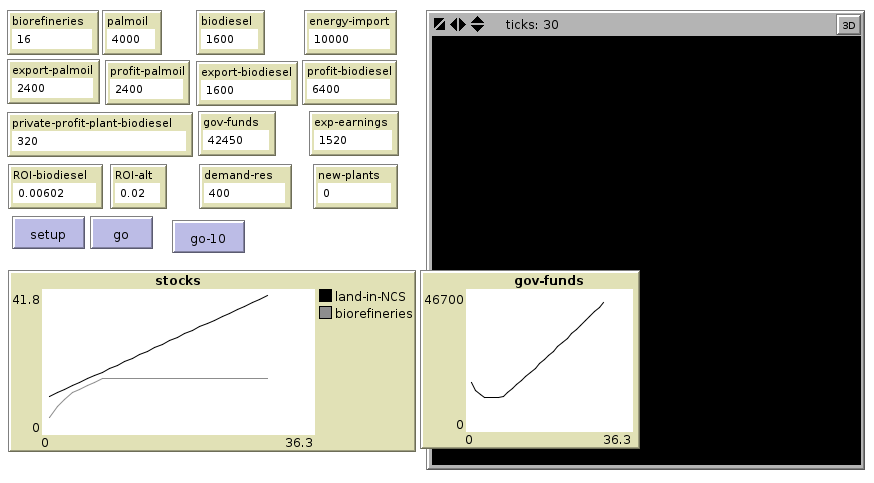 biorefineries
16
palmoil
4000
biodiesel
1600
energy-import
10000
export-palmoil
2400
profit-palmoil
2400
export-biodiesel
1600
profit-biodiesel
6400
private-profit-plant-biodiesel
320
gov-funds
42450
exp-earnings
1520
ROI-biodiesel
0.00602
ROI-alt
0.02
demand-res
400
new-plants
0
setup
go
go-10
ticks: 30
3D
stocks
41.8
0
0
36.3
land-in-NCS
biorefineries
gov-funds
46700
0
0
36.3